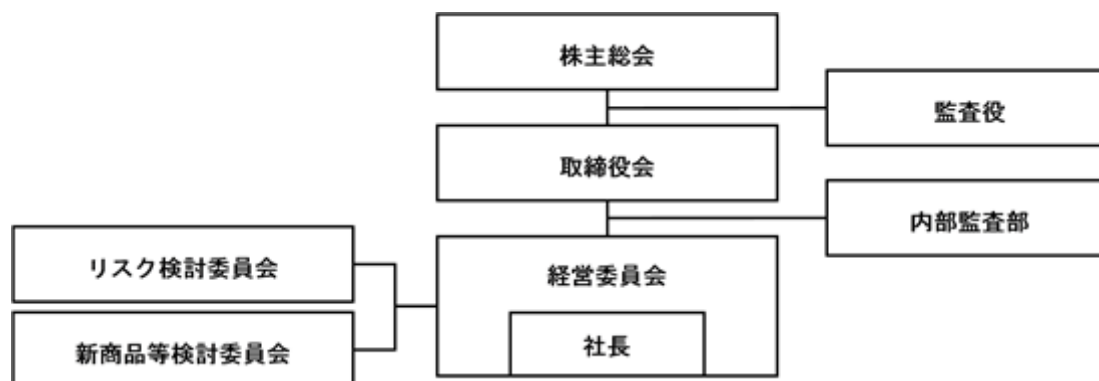 株主総会
監査役
取締役会
内部監査部
リスク検討委員会
経営委員会
新商品等検討委員会
社長